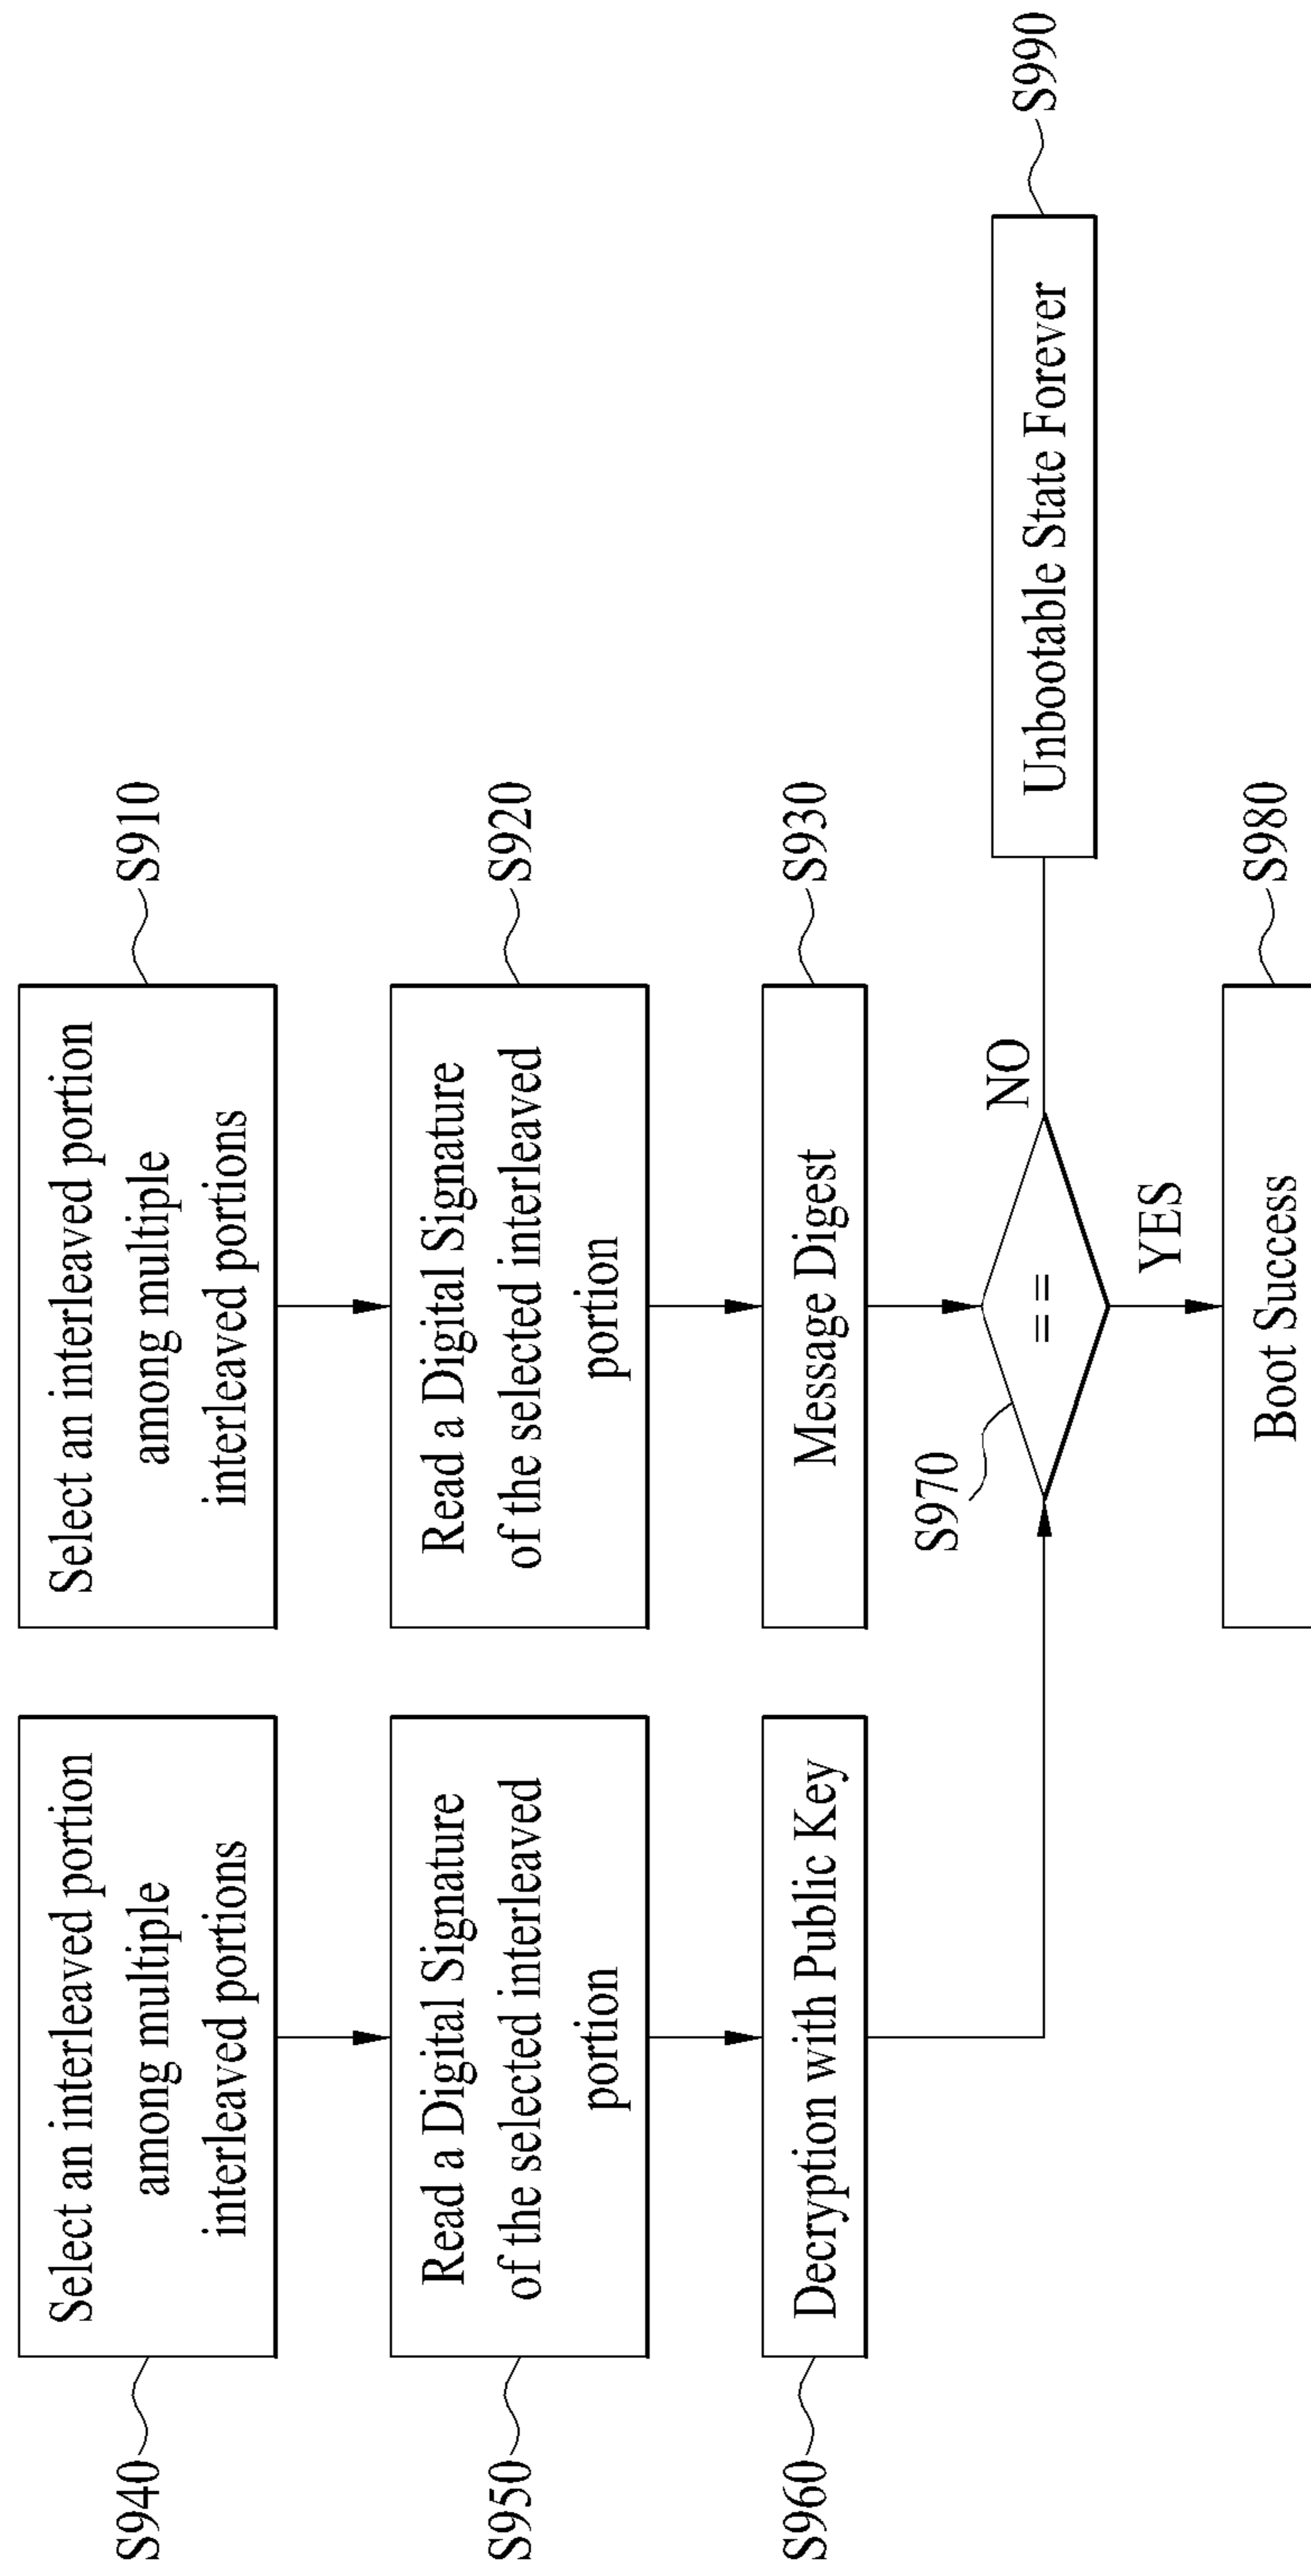 S940
Select an interleaved portion
among multiple
interleaved portions
Select an interleaved portion
among multiple
interleaved portions
S910
S950
Read a Digital Signature
of the selected interleaved
portion
Read a Digital Signature
of the selected interleaved
portion
S920
S960
Decryption with Public Key
Message Digest
S930
S970
==
NO
Unbootable State Forever
S990
YES
Boot Success
S980